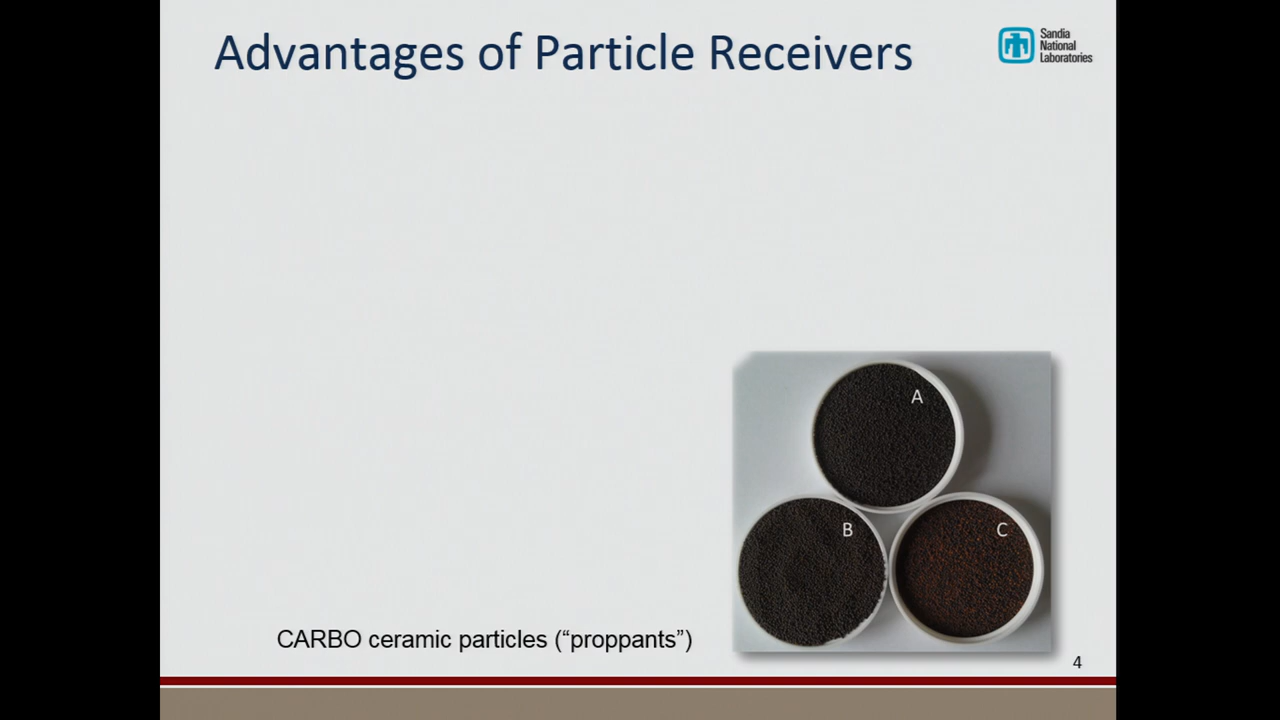 Advantages of Particle Receivers
Sandia
National
Laboratories
A
B
C
CARBO ceramic particles (“proppants”)
4